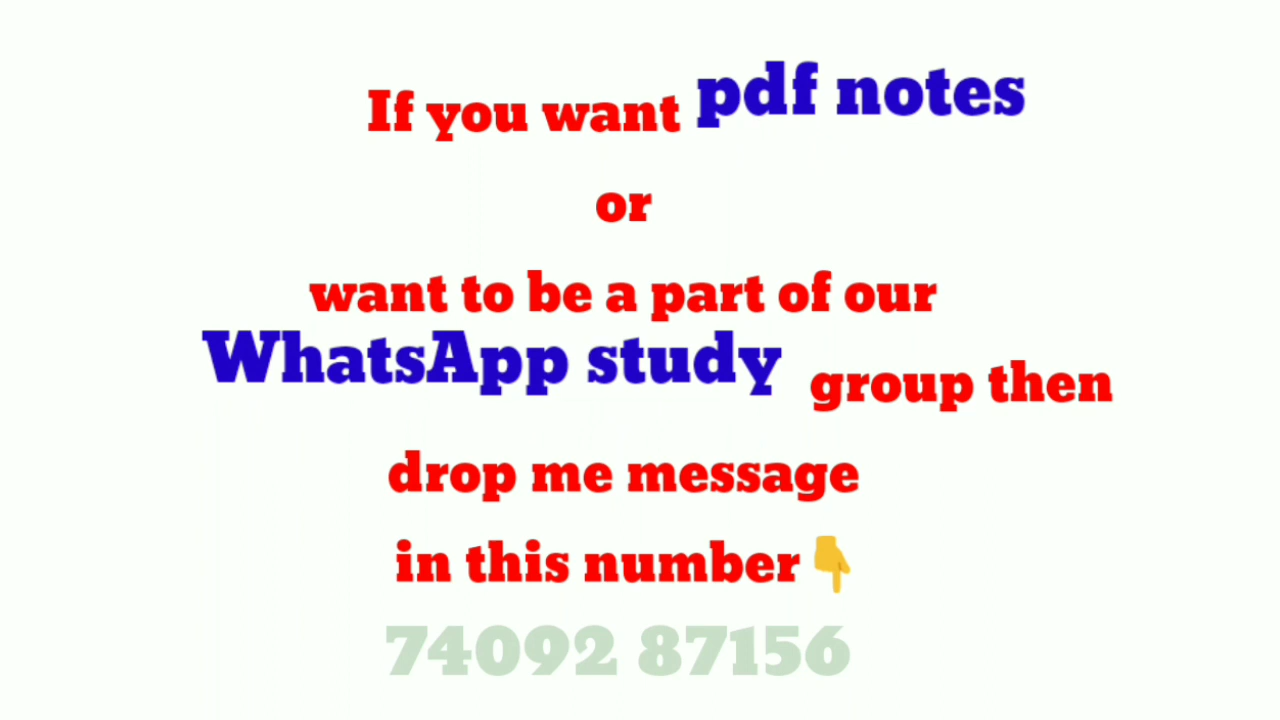 If you want pdf notes
or
want to be a part of our
WhatsApp study group then
drop me message
in this number👇
74092 87156